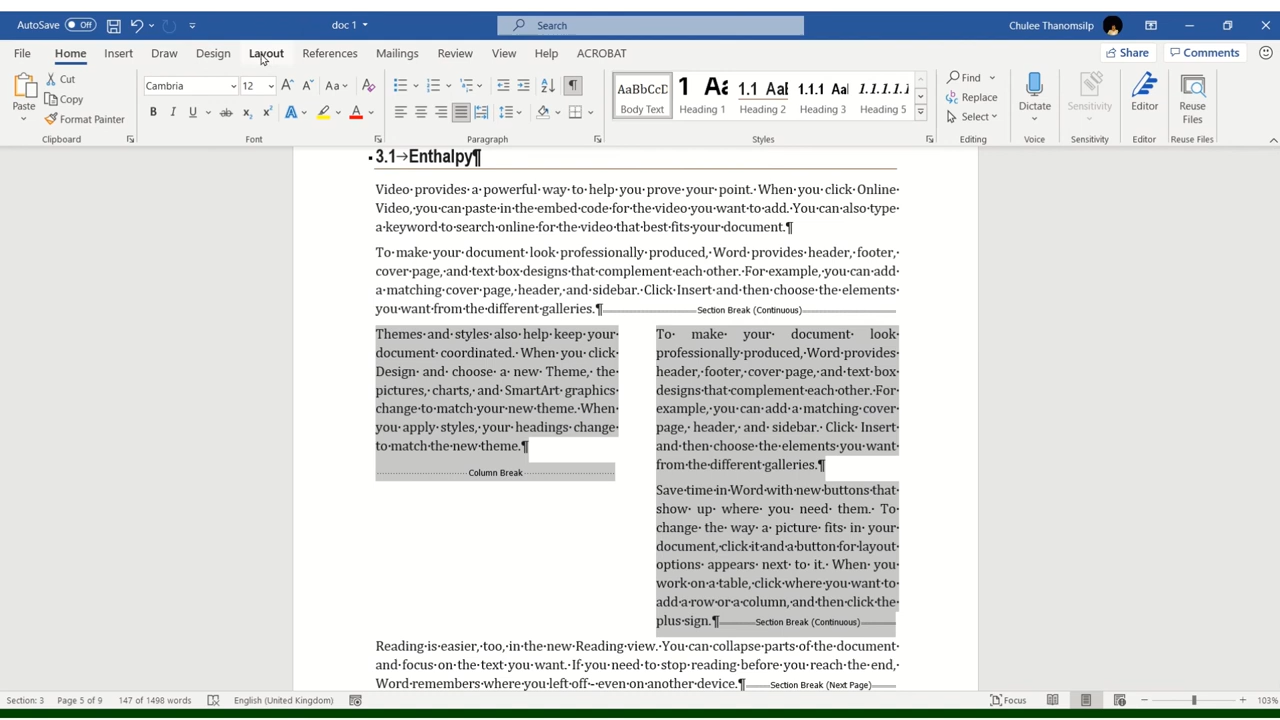 AutoSave Off
doc 1
Search
Chulee Thanomsilp
File Home Insert Draw Design Layout References Mailings Review View Help ACROBAT
Share Comments
Paste
Cut
Copy
Format Painter
Clipboard
Cambria 12
Font
Paragraph
AaBbCcD 1 Aa 1.1 AaB 1.1.1 AaB 1.1.1.1
Body Text Heading 1 Heading 2 Heading 3 Heading 5
Styles
Find
Replace
Select
Editing
Dictate
Voice
Sensitivity
Sensitivity
Editor
Editor
Reuse
Files
Reuse Files
3.1→Enthalpy¶
Video·provides·a·powerful·way·to·help·you·prove·your·point.·When·you·click·Online·
Video,·you·can·paste·in·the·embed·code·for·the·video·you·want·to·add.·You·can·also·type·
a·keyword·to·search·online·for·the·video·that·best·fits·your·document.¶
To·make·your·document·look·professionally·produced,·Word·provides·header,·footer,·
cover·page,·and·text·box·designs·that·complement·each·other.·For·example,·you·can·add·
a·matching·cover·page,·header,·and·sidebar.·Click·Insert·and·then·choose·the·elements·
you·want·from·the·different·galleries.¶ Section Break (Continuous)
Themes·and·styles·also·help·keep·your·
document·coordinated.·When·you·click·
Design·and·choose·a·new·Theme,·the·
pictures,·charts,·and·SmartArt·graphics·
change·to·match·your·new·theme.·When·
you·apply·styles,·your·headings·change·
to·match·the·new·theme.¶
Column Break
To·make·your·document·look·
professionally·produced,·Word·provides·
header,·footer,·cover·page,·and·text·box·
designs·that·complement·each·other.·For·
example,·you·can·add·a·matching·cover·
page,·header,·and·sidebar.·Click·Insert·
and·then·choose·the·elements·you·want·
from·the·different·galleries.¶
Save·time·in·Word·with·new·buttons·that·
show·up·where·you·need·them.·To·
change·the·way·a·picture·fits·in·your·
document,·click·it·and·a·button·for·layout·
options·appears·next·to·it.·When·you·
work·on·a·table,·click·where·you·want·to·
add·a·row·or·a·column,·and·then·click·the·
plus·sign.¶ Section Break (Continuous)
Reading·is·easier,·too,·in·the·new·Reading·view.·You·can·collapse·parts·of·the·document·
and·focus·on·the·text·you·want.·If·you·need·to·stop·reading·before·you·reach·the·end,·
Word·remembers·where·you·left·off·-·even·on·another·device.¶ Section Break (Next Page)
Section: 3 Page 5 of 9 147 of 1498 words English (United Kingdom) Focus 103%